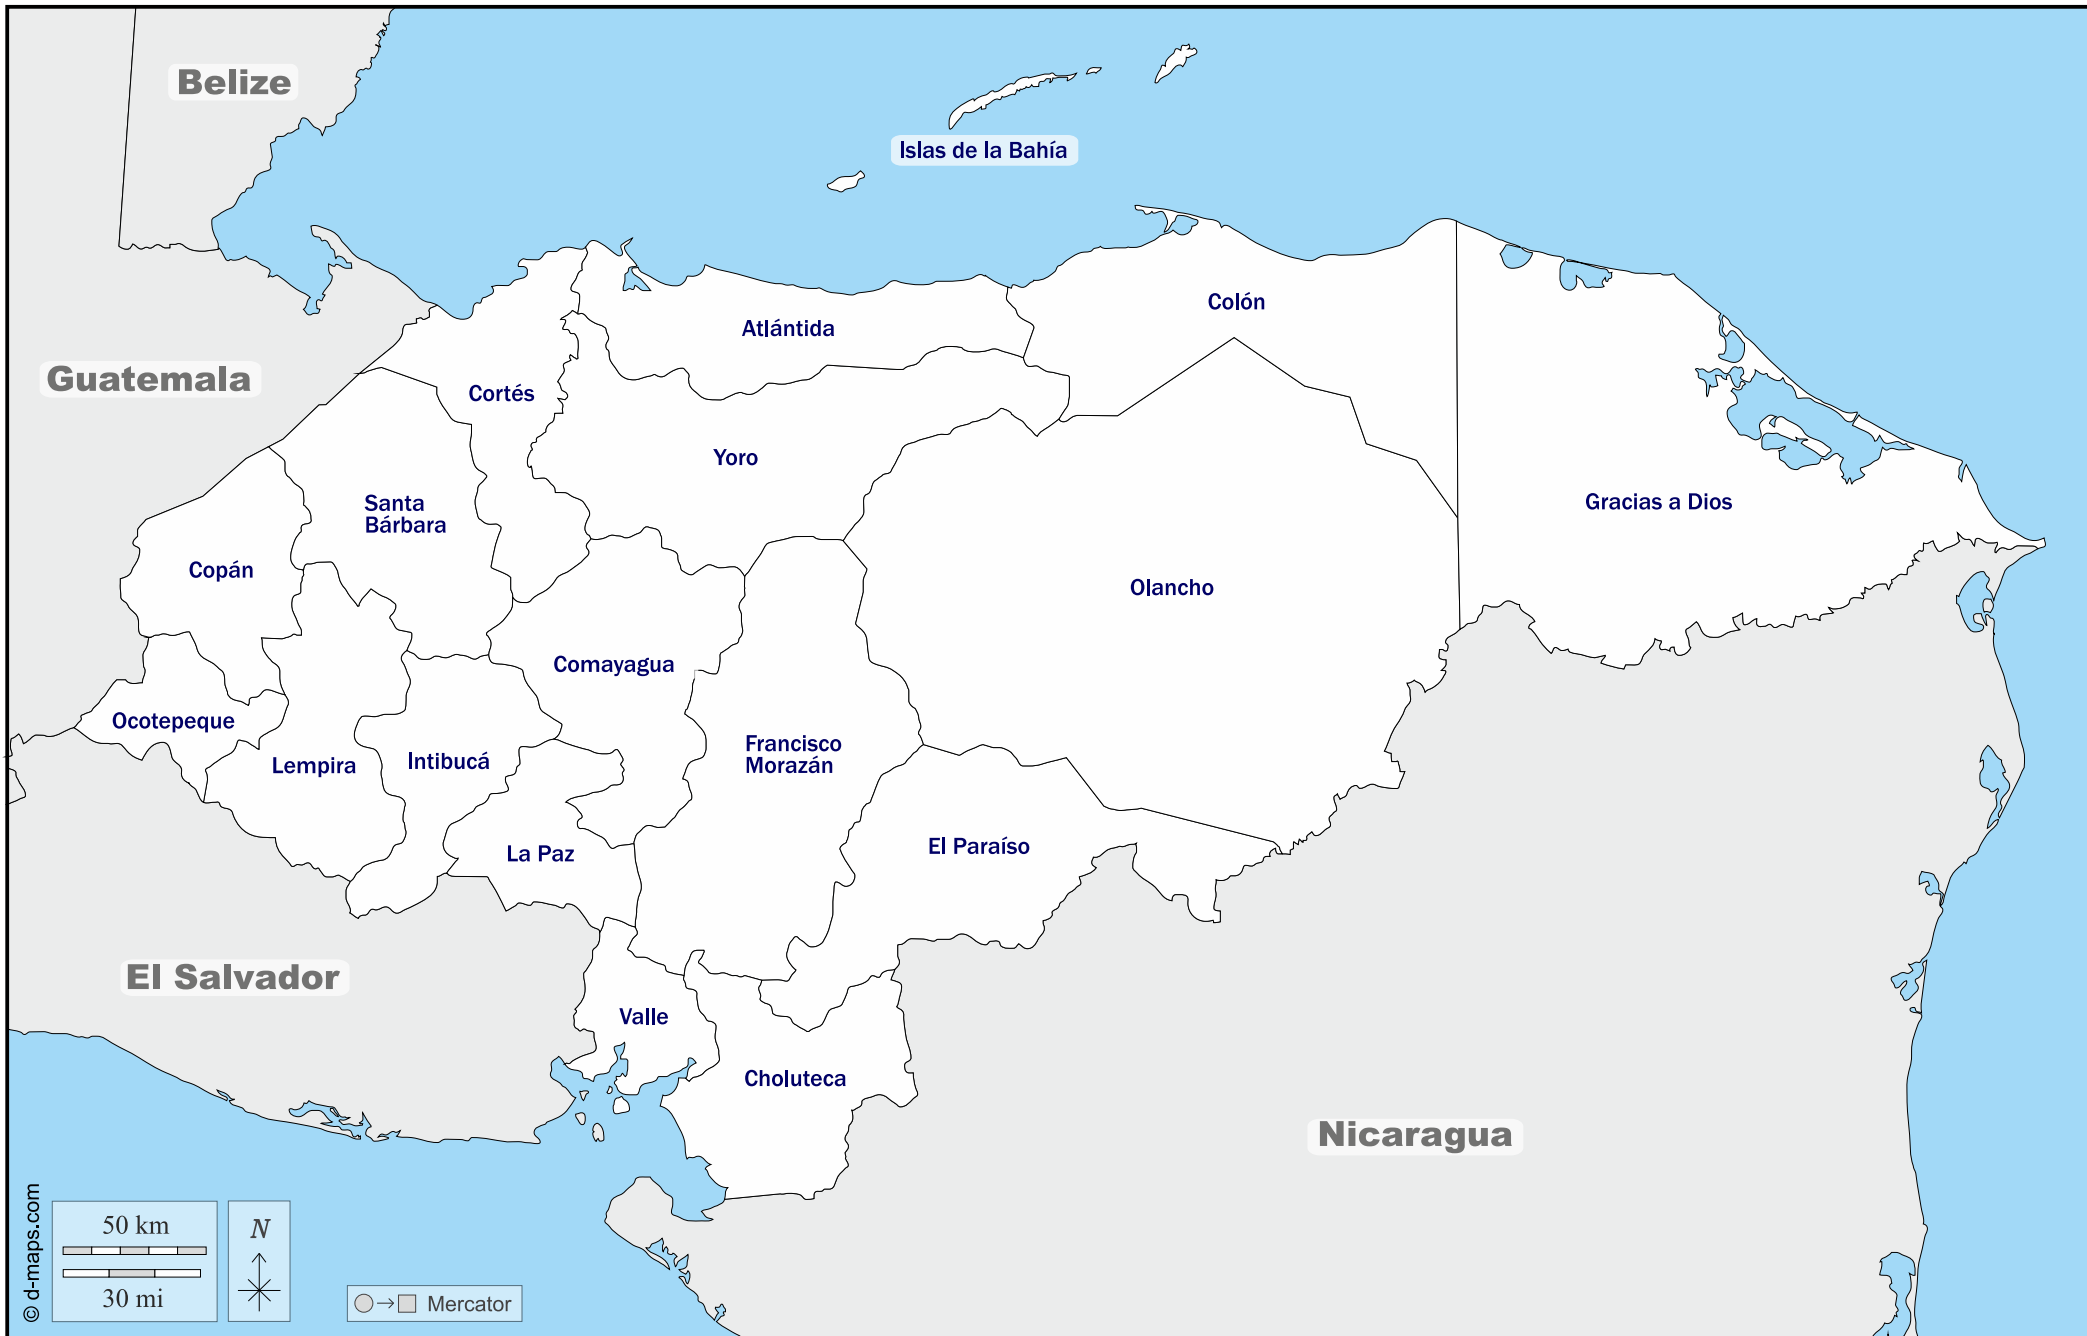 Belize
Islas de la Bahía
Colón
Atlántida
Guatemala
Cortés
Yoro
Gracias a Dios
Santa
Bárbara
Copán
Olancho
Comayagua
Ocotepeque
Francisco
Morazán
Intibucá
Lempira
El Paraíso
La Paz
El Salvador
Valle
Choluteca
Nicaragua
© d-maps.com
50 km
30 mi
N
Mercator